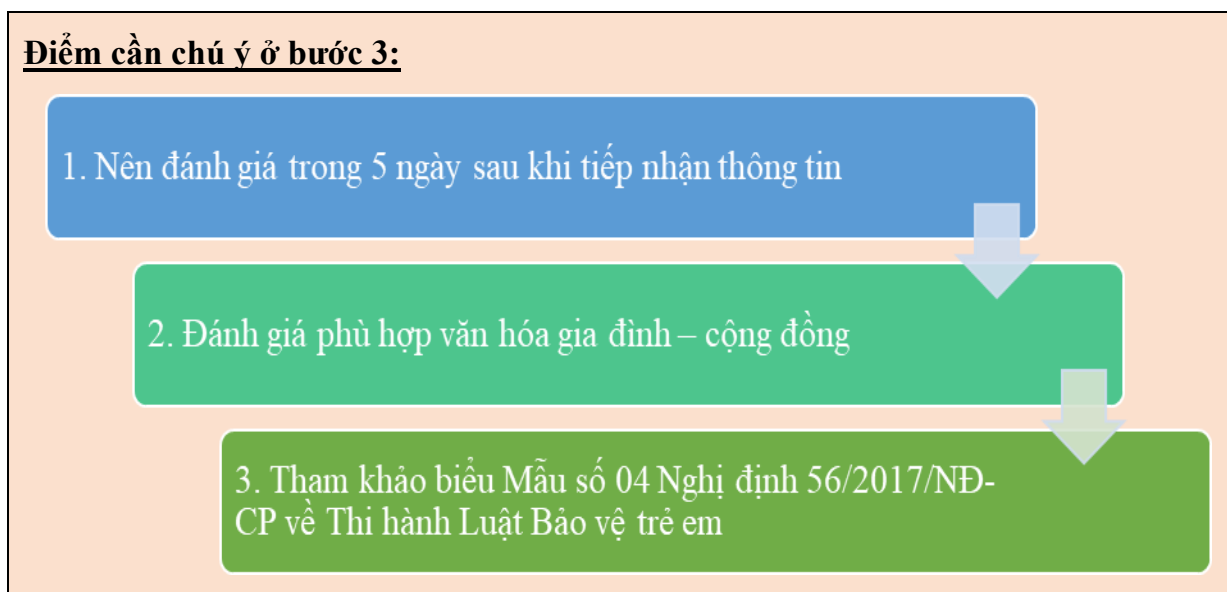 Điểm cần chú ý ở bước 3:
1. Nên đánh giá trong 5 ngày sau khi tiếp nhận thông tin
2. Đánh giá phù hợp văn hóa gia đình – cộng đồng
3. Tham khảo biểu Mẫu số 04 Nghị định 56/2017/NĐ-
CP về Thi hành Luật Bảo vệ trẻ em